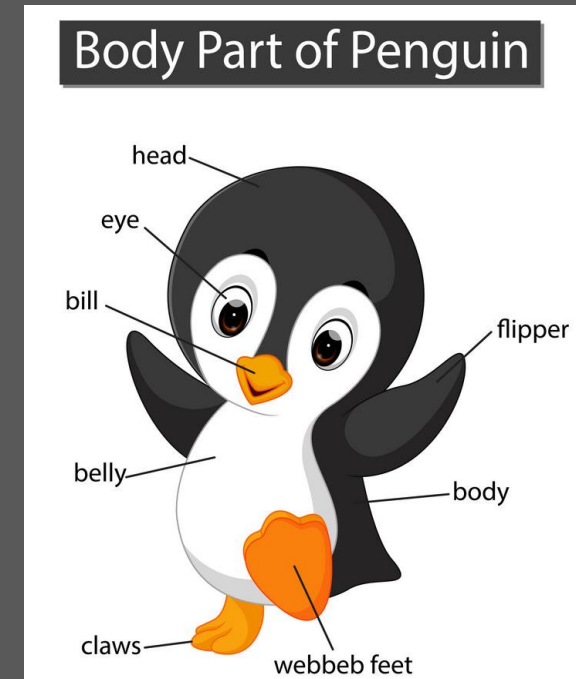 Body Part of Penguin
head
eye
bill
flipper
belly
body
claws
webbeb feet